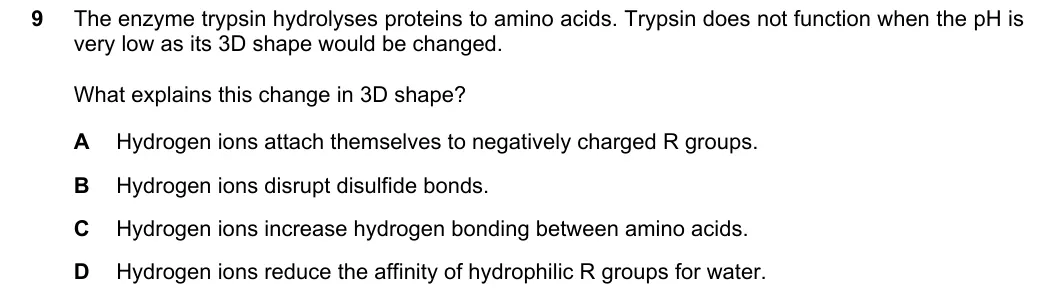 9 The enzyme trypsin hydrolyses proteins to amino acids. Trypsin does not function when the pH is
very low as its 3D shape would be changed.
What explains this change in 3D shape?
A Hydrogen ions attach themselves to negatively charged R groups.
B Hydrogen ions disrupt disulfide bonds.
C Hydrogen ions increase hydrogen bonding between amino acids.
D Hydrogen ions reduce the affinity of hydrophilic R groups for water.